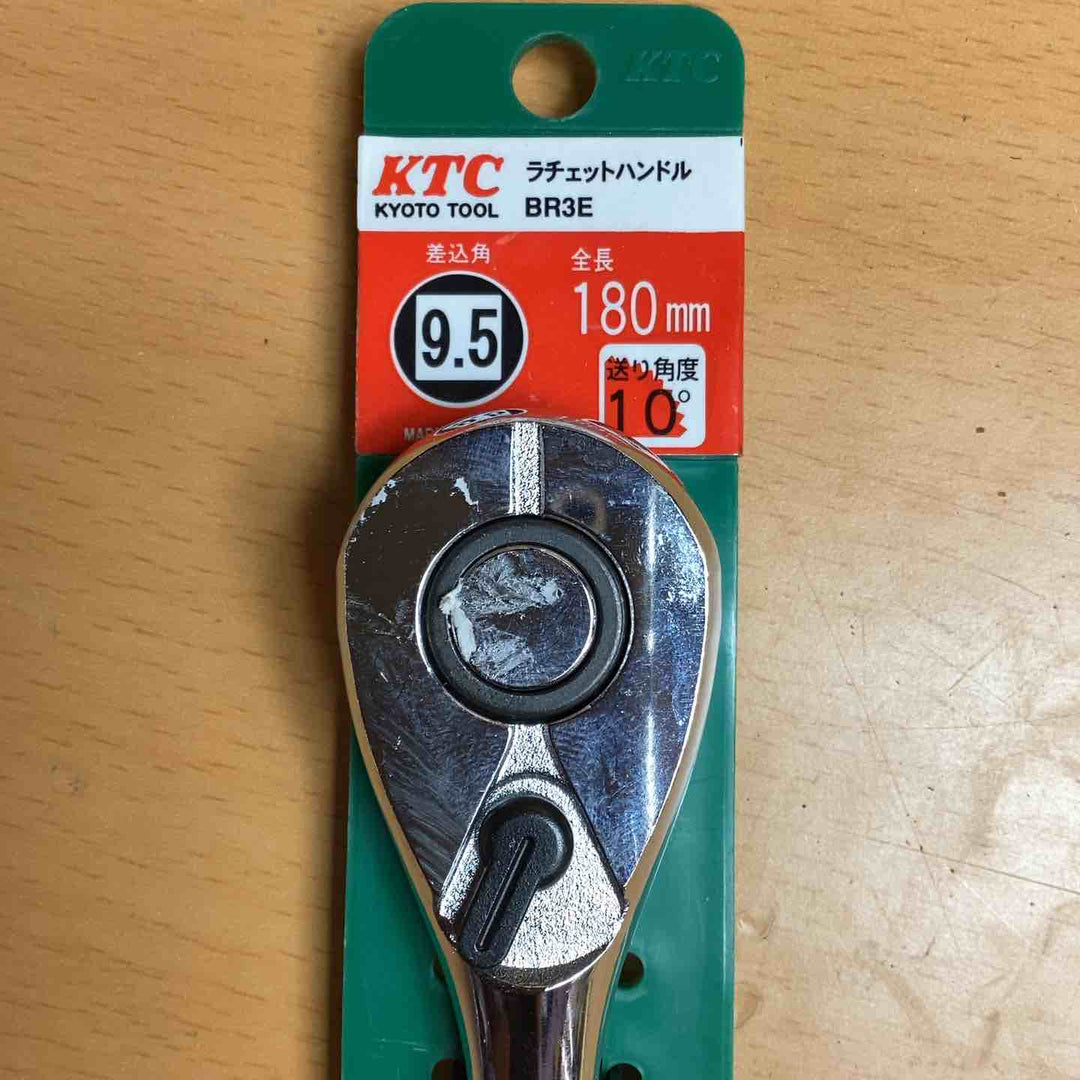 KTC
KTC
KYOTO TOOL
ラチェットハンドル
BR3E
差込角
9.5
全長
180mm
送り角度
10°